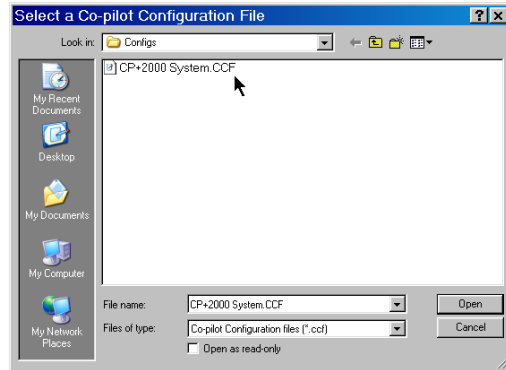 Select a Co-pilot Configuration File
Look in: Configs
CP+2000 System.CCF
My Recent
Documents
Desktop
My Documents
My Computer
My Network
Places
File name: CP+2000 System.CCF Open
Files of type: Co-pilot Configuration files (*.ccf) Cancel
Open as read-only